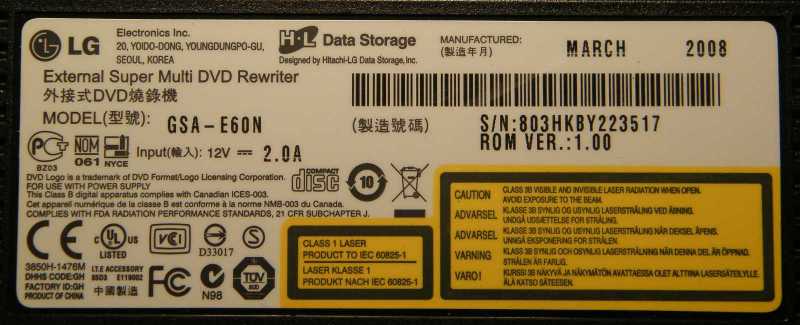 LG Electronics Inc.
20, YOIDO-DONG, YOUNGDUNGPO-GU,
SEOUL, KOREA
H·L Data Storage
Designed by Hitachi-LG Data Storage, Inc.
MANUFACTURED: MARCH 2008
(製造年月)
External Super Multi DVD Rewriter
外接式DVD燒錄機
MODEL(型號): GSA-E60N
(製造號碼) S/N:803HKBY223517
ROM VER.:1.00
BZ03
NOM
061 NYCE
Input(輸入): 12V ⎓ 2.0A
DVD Logo is a trademark of DVD Format/Logo Licensing Corporation.
FOR USE WITH POWER SUPPLY
This Class B digital apparatus complies with Canadian ICES-003.
Cet appareil numérique de la classe B est conforme à la norme NMB-003 du Canada.
COMPLIES WITH FDA RADIATION PERFORMANCE STANDARDS, 21 CFR SUBCHAPTER J.
COMPACT
disc
10
CAUTION CLASS 3B VISIBLE AND INVISIBLE LASER RADIATION WHEN OPEN.
AVOID EXPOSURE TO THE BEAM.
ADVARSEL KLASSE 3B SYNLIG OG USYNLIG LASERSTRÅLING VED ÅBNING.
UNDGÅ UDSÆTTELSE FOR STRÅLING.
ADVARSEL KLASSE 3B SYNLIG OG USYNLIG LASERSTRÅLING NÅR DEKSEL ÅPENS.
UNNGÅ EKSPONERING FOR STRÅLEN.
VARNING KLASS 3B SYNLIG OCH OSYNLIG LASERSTRÅLNING NÄR DENNA DEL ÄR ÖPPNAD.
STRÅLEN ÄR FARLIG.
VARO! KURSSI 3B NÄKYVÄ JA NÄKYMÄTÖN AVATTAESSA OLET ALTTIINA LASERSÄTEILYLLE.
ÄLÄ KATSO SÄTEESEEN.
CE
c UL US
LISTED
VCI
D33017
S
3850H-1476M
DHHS CODE:GH
FACTORY ID:GH
I.T.E ACCESSORY
中國製造
FC
N98
TÜV
CLASS 1 LASER
PRODUCT TO IEC 60825-1
LASER KLASSE 1
PRODUKT NACH IEC 60825-1